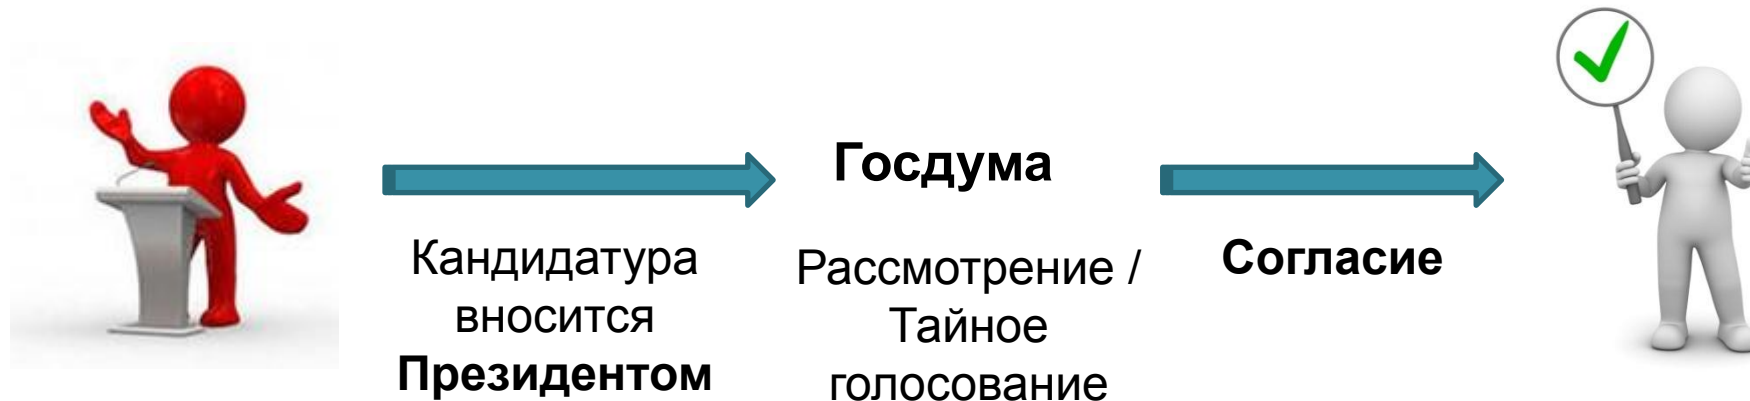 Кандидатура
вносится
Президентом
Госдума
Рассмотрение /
Тайное
голосование
Согласие